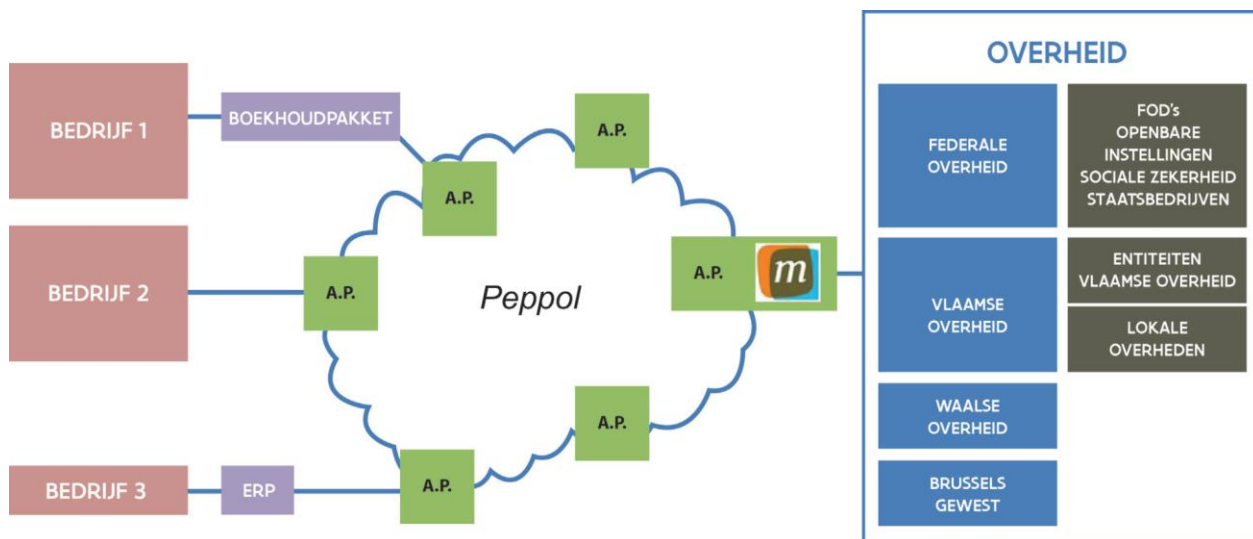 OVERHEID
BEDRIJF 1
BOEKHOUDPAKKET
A.P.
A.P.
FEDERALE
OVERHEID
FOD's
OPENBARE
INSTELLINGEN
SOCIALE ZEKERHEID
STAATSBEDRIJVEN
BEDRIJF 2
A.P.
Peppol
A.P.
m
VLAAMSE
OVERHEID
ENTITEITEN
VLAAMSE OVERHEID
LOKALE
OVERHEDEN
WAALSE
OVERHEID
A.P.
BEDRIJF 3
ERP
A.P.
BRUSSELS
GEWEST